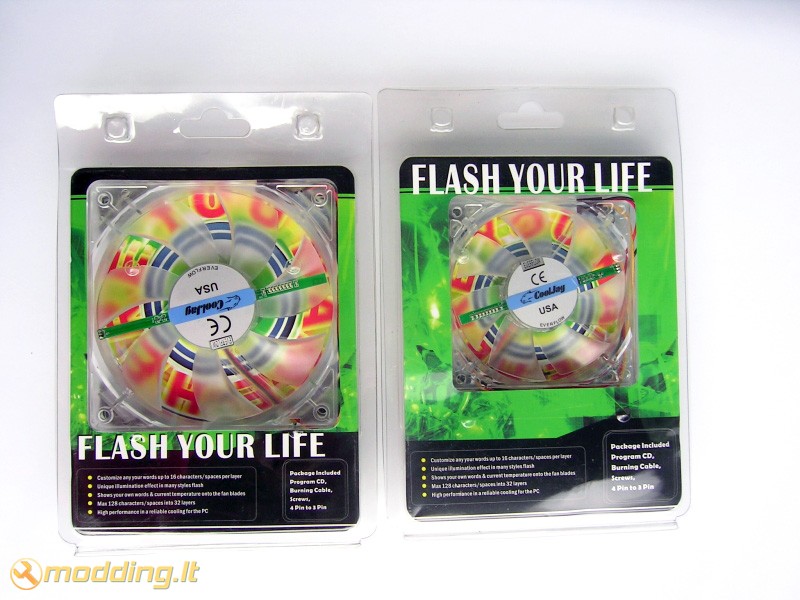 FLASH YOUR LIFE
YOU
EVERFLOW
USA
CoolJag
CE
H
FLASH YOUR LIFE
Customize any your words up to 16 characters/spaces per layer
Unique illumination effect in many styles flash
Shows your own words & current temperature onto the fan blades
Max 128 characters/spaces into 32 layers
High performance in a reliable cooling for the PC
Package Included
Program CD,
Burning Cable,
Screws,
4 Pin to 3 Pin
CE
CoolJag
USA
EVERFLOW
Customize any your words up to 16 characters/spaces per layer
Unique illumination effect in many styles flash
Shows your own words & current temperature onto the fan blades
Max 128 characters/spaces into 32 layers
High performance in a reliable cooling for the PC
Package Included
Program CD,
Burning Cable,
Screws,
4 Pin to 3 Pin
modding.lt